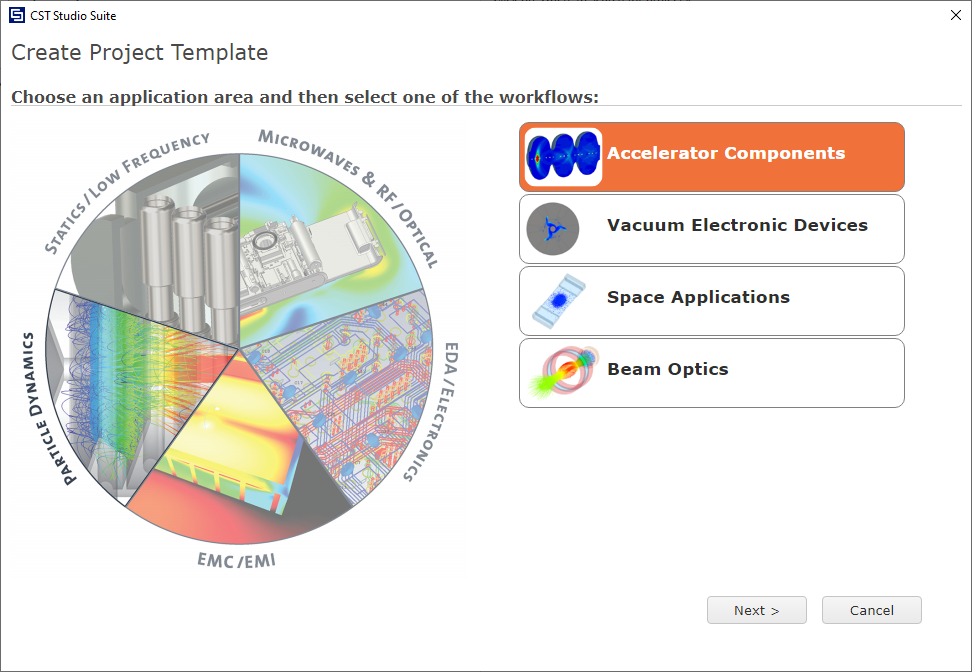 CST Studio Suite
Create Project Template
Choose an application area and then select one of the workflows:
STATICS/LOW FREQUENCY
MICROWAVES & RF/OPTICAL
EDA/ELECTRONICS
EMC/EMI
PARTICLE DYNAMICS
Accelerator Components
Vacuum Electronic Devices
Space Applications
Beam Optics
Next >
Cancel